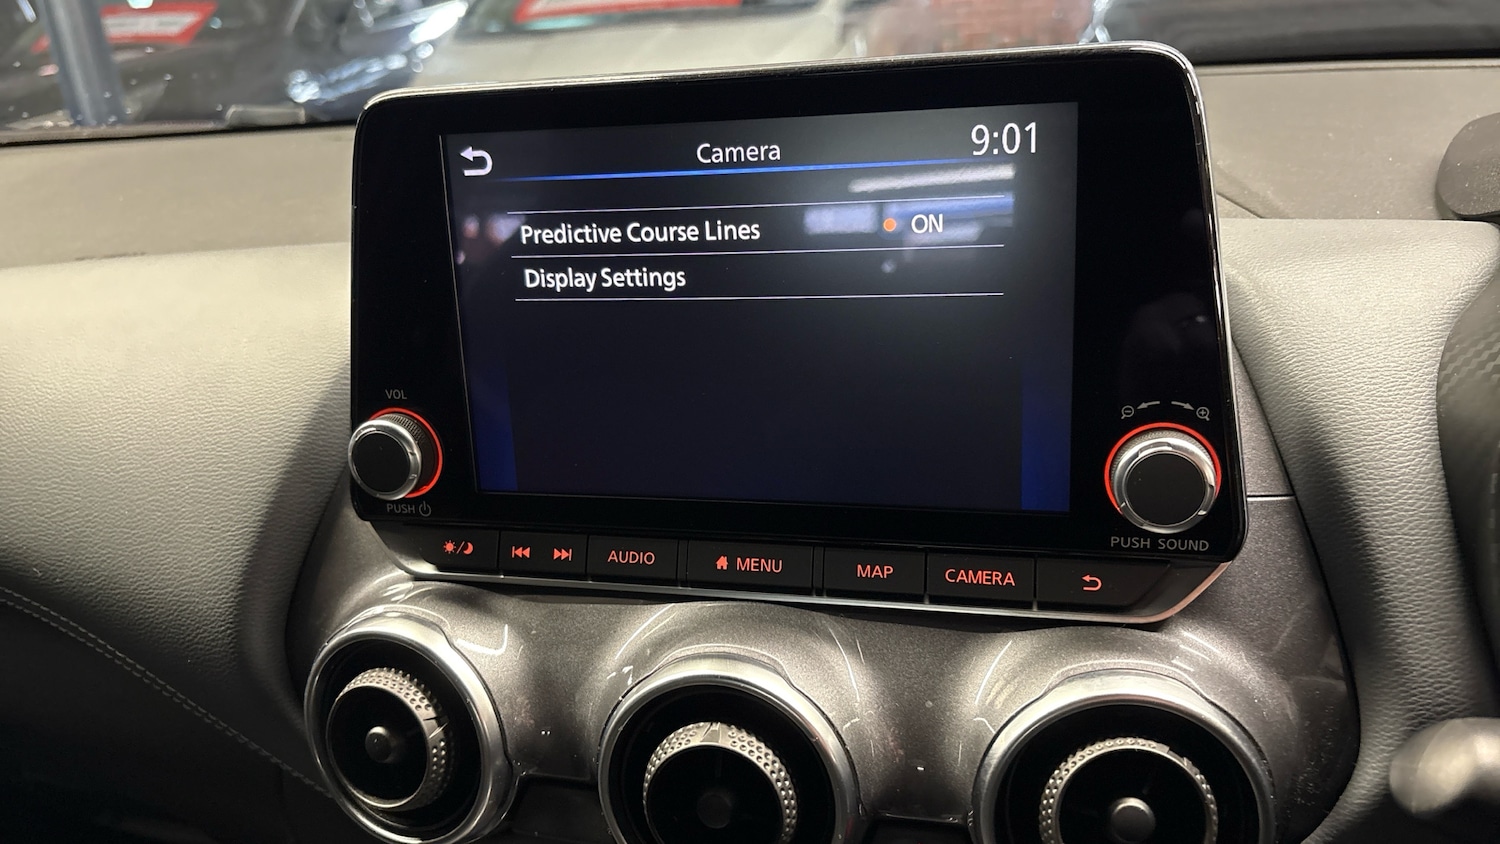 Camera
9:01
Predictive Course Lines
ON
Display Settings
VOL
PUSH
PUSH SOUND
AUDIO
MENU
MAP
CAMERA